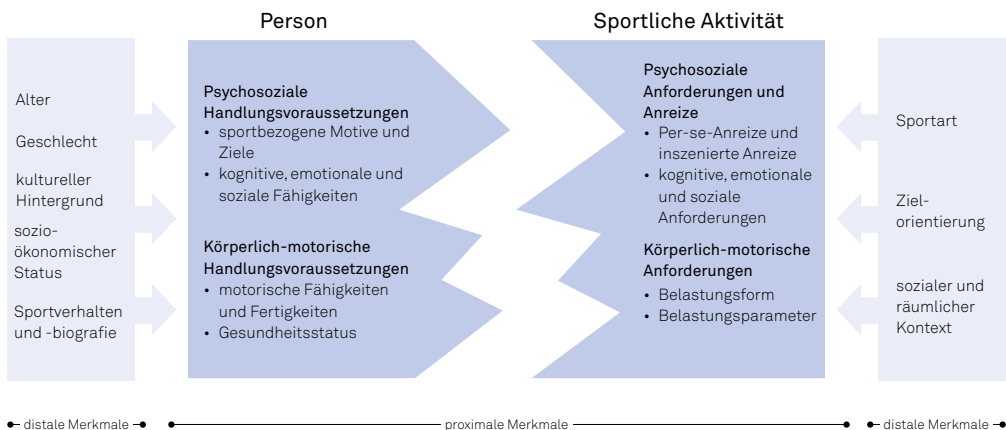 Person
Sportliche Aktivität
Alter
Geschlecht
kultureller
Hintergrund
sozio-
ökonomischer
Status
Sportverhalten
und -biografie
Psychosoziale
Handlungsvoraussetzungen
• sportbezogene Motive und
Ziele
• kognitive, emotionale und
soziale Fähigkeiten
Körperlich-motorische
Handlungsvoraussetzungen
• motorische Fähigkeiten
und Fertigkeiten
• Gesundheitsstatus
Psychosoziale
Anforderungen und
Anreize
• Per-se-Anreize und
inszenierte Anreize
• kognitive, emotionale
und soziale
Anforderungen
Körperlich-motorische
Anforderungen
• Belastungsform
• Belastungsparameter
Sportart
Ziel-
orientierung
sozialer und
räumlicher
Kontext
distale Merkmale
proximale Merkmale
distale Merkmale